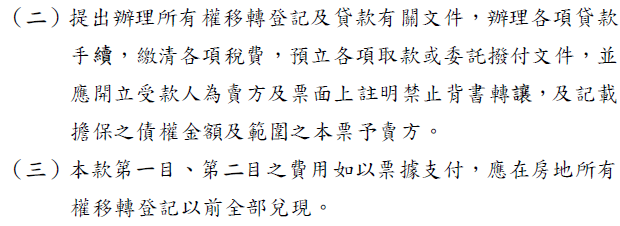 （二）提出辦理所有權移轉登記及貸款有關文件，辦理各項貸款
手續，繳清各項稅費，預立各項取款或委託撥付文件，並
應開立受款人為賣方及票面上註明禁止背書轉讓，及記載
擔保之債權金額及範圍之本票予賣方。
（三）本款第一目、第二目之費用如以票據支付，應在房地所有
權移轉登記以前全部兌現。